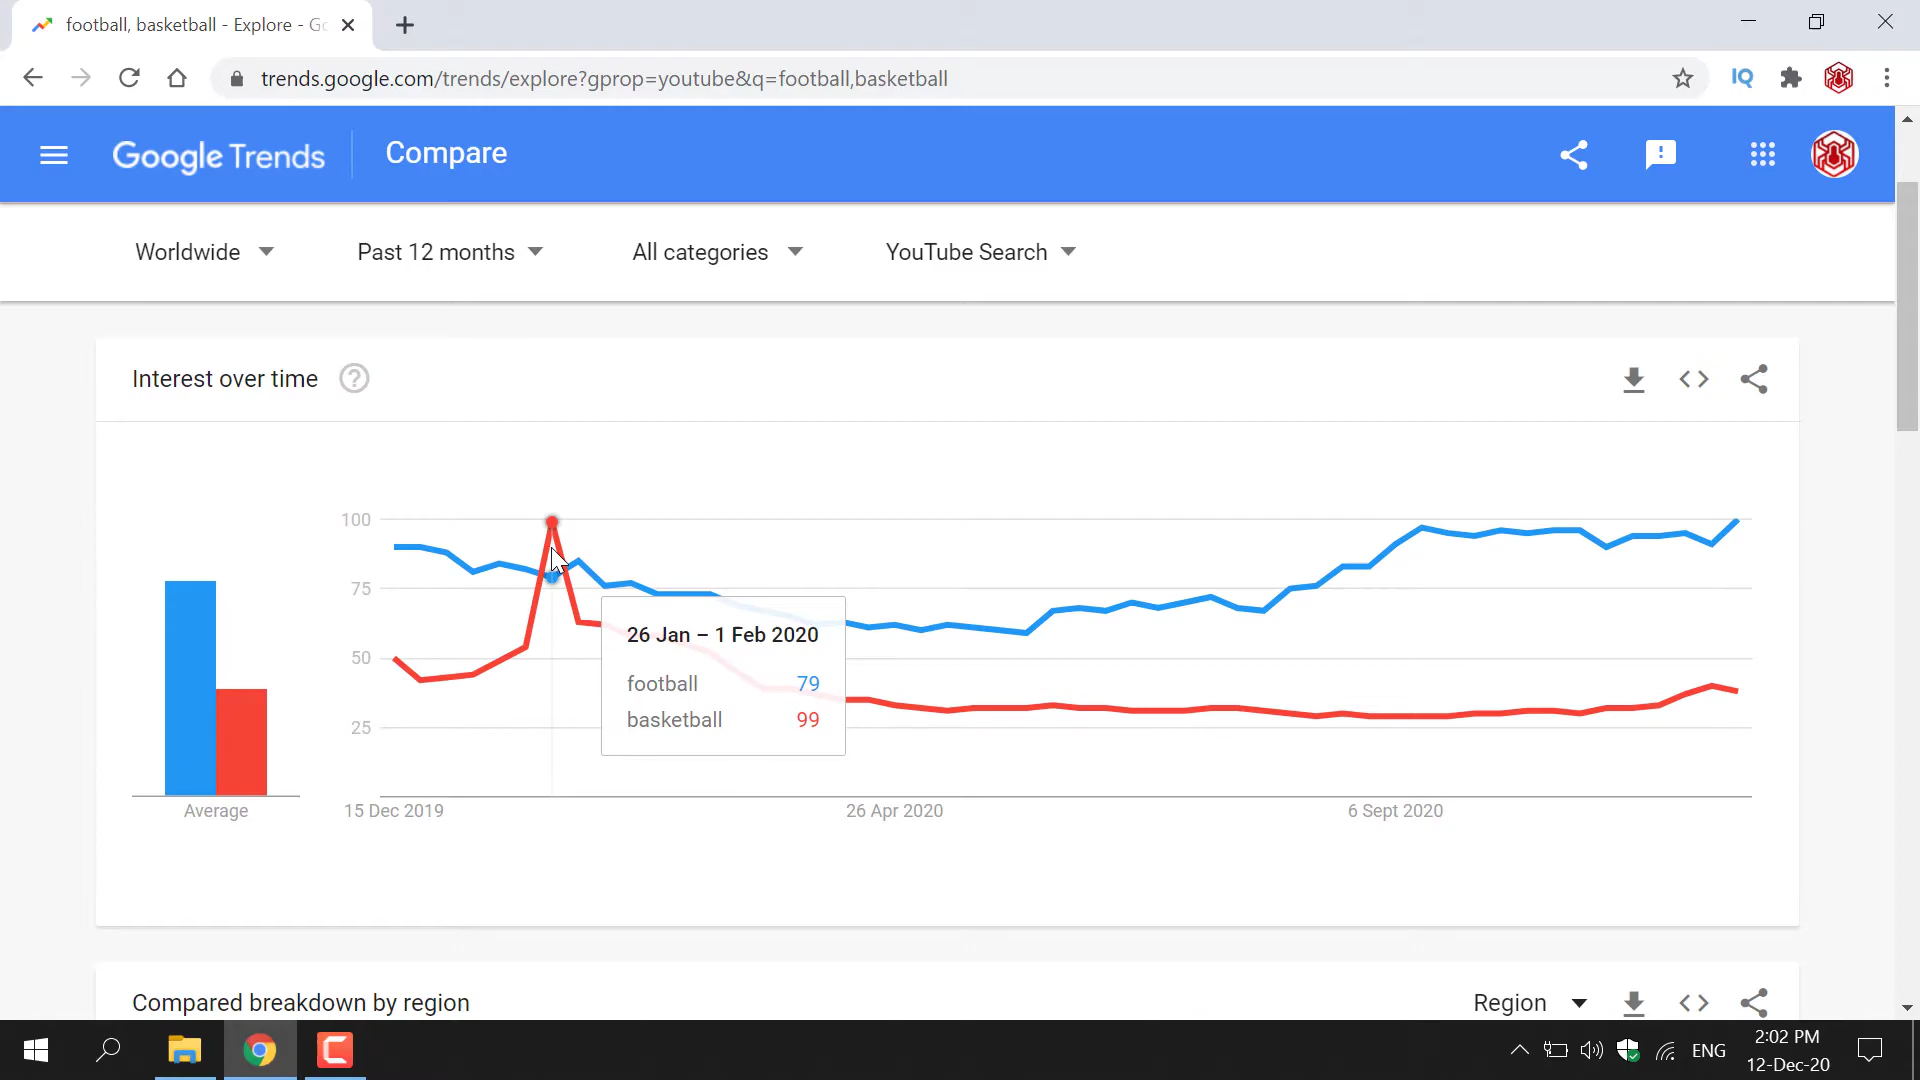 football, basketball - Explore - Go
trends.google.com/trends/explore?gprop=youtube&q=football,basketball
IQ
Google Trends
Compare
Worldwide
Past 12 months
All categories
YouTube Search
Interest over time
?
100
75
50
25
26 Jan – 1 Feb 2020
football 79
basketball 99
Average
15 Dec 2019
26 Apr 2020
6 Sept 2020
Compared breakdown by region
Region
ENG
2:02 PM
12-Dec-20